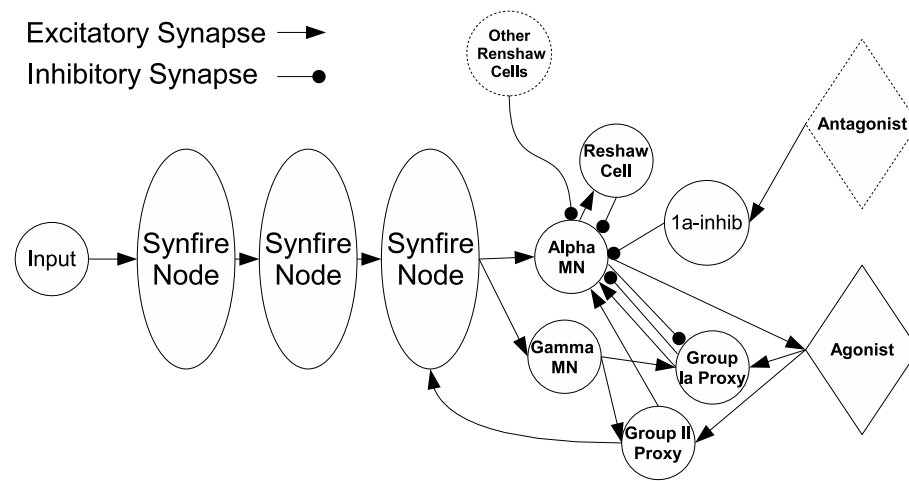 Excitatory Synapse
Inhibitory Synapse
Other
Renshaw
Cells
Reshaw
Cell
Antagonist
1a-inhib
Input
Synfire
Node
Synfire
Node
Synfire
Node
Alpha
MN
Gamma
MN
Group
Ia Proxy
Agonist
Group II
Proxy